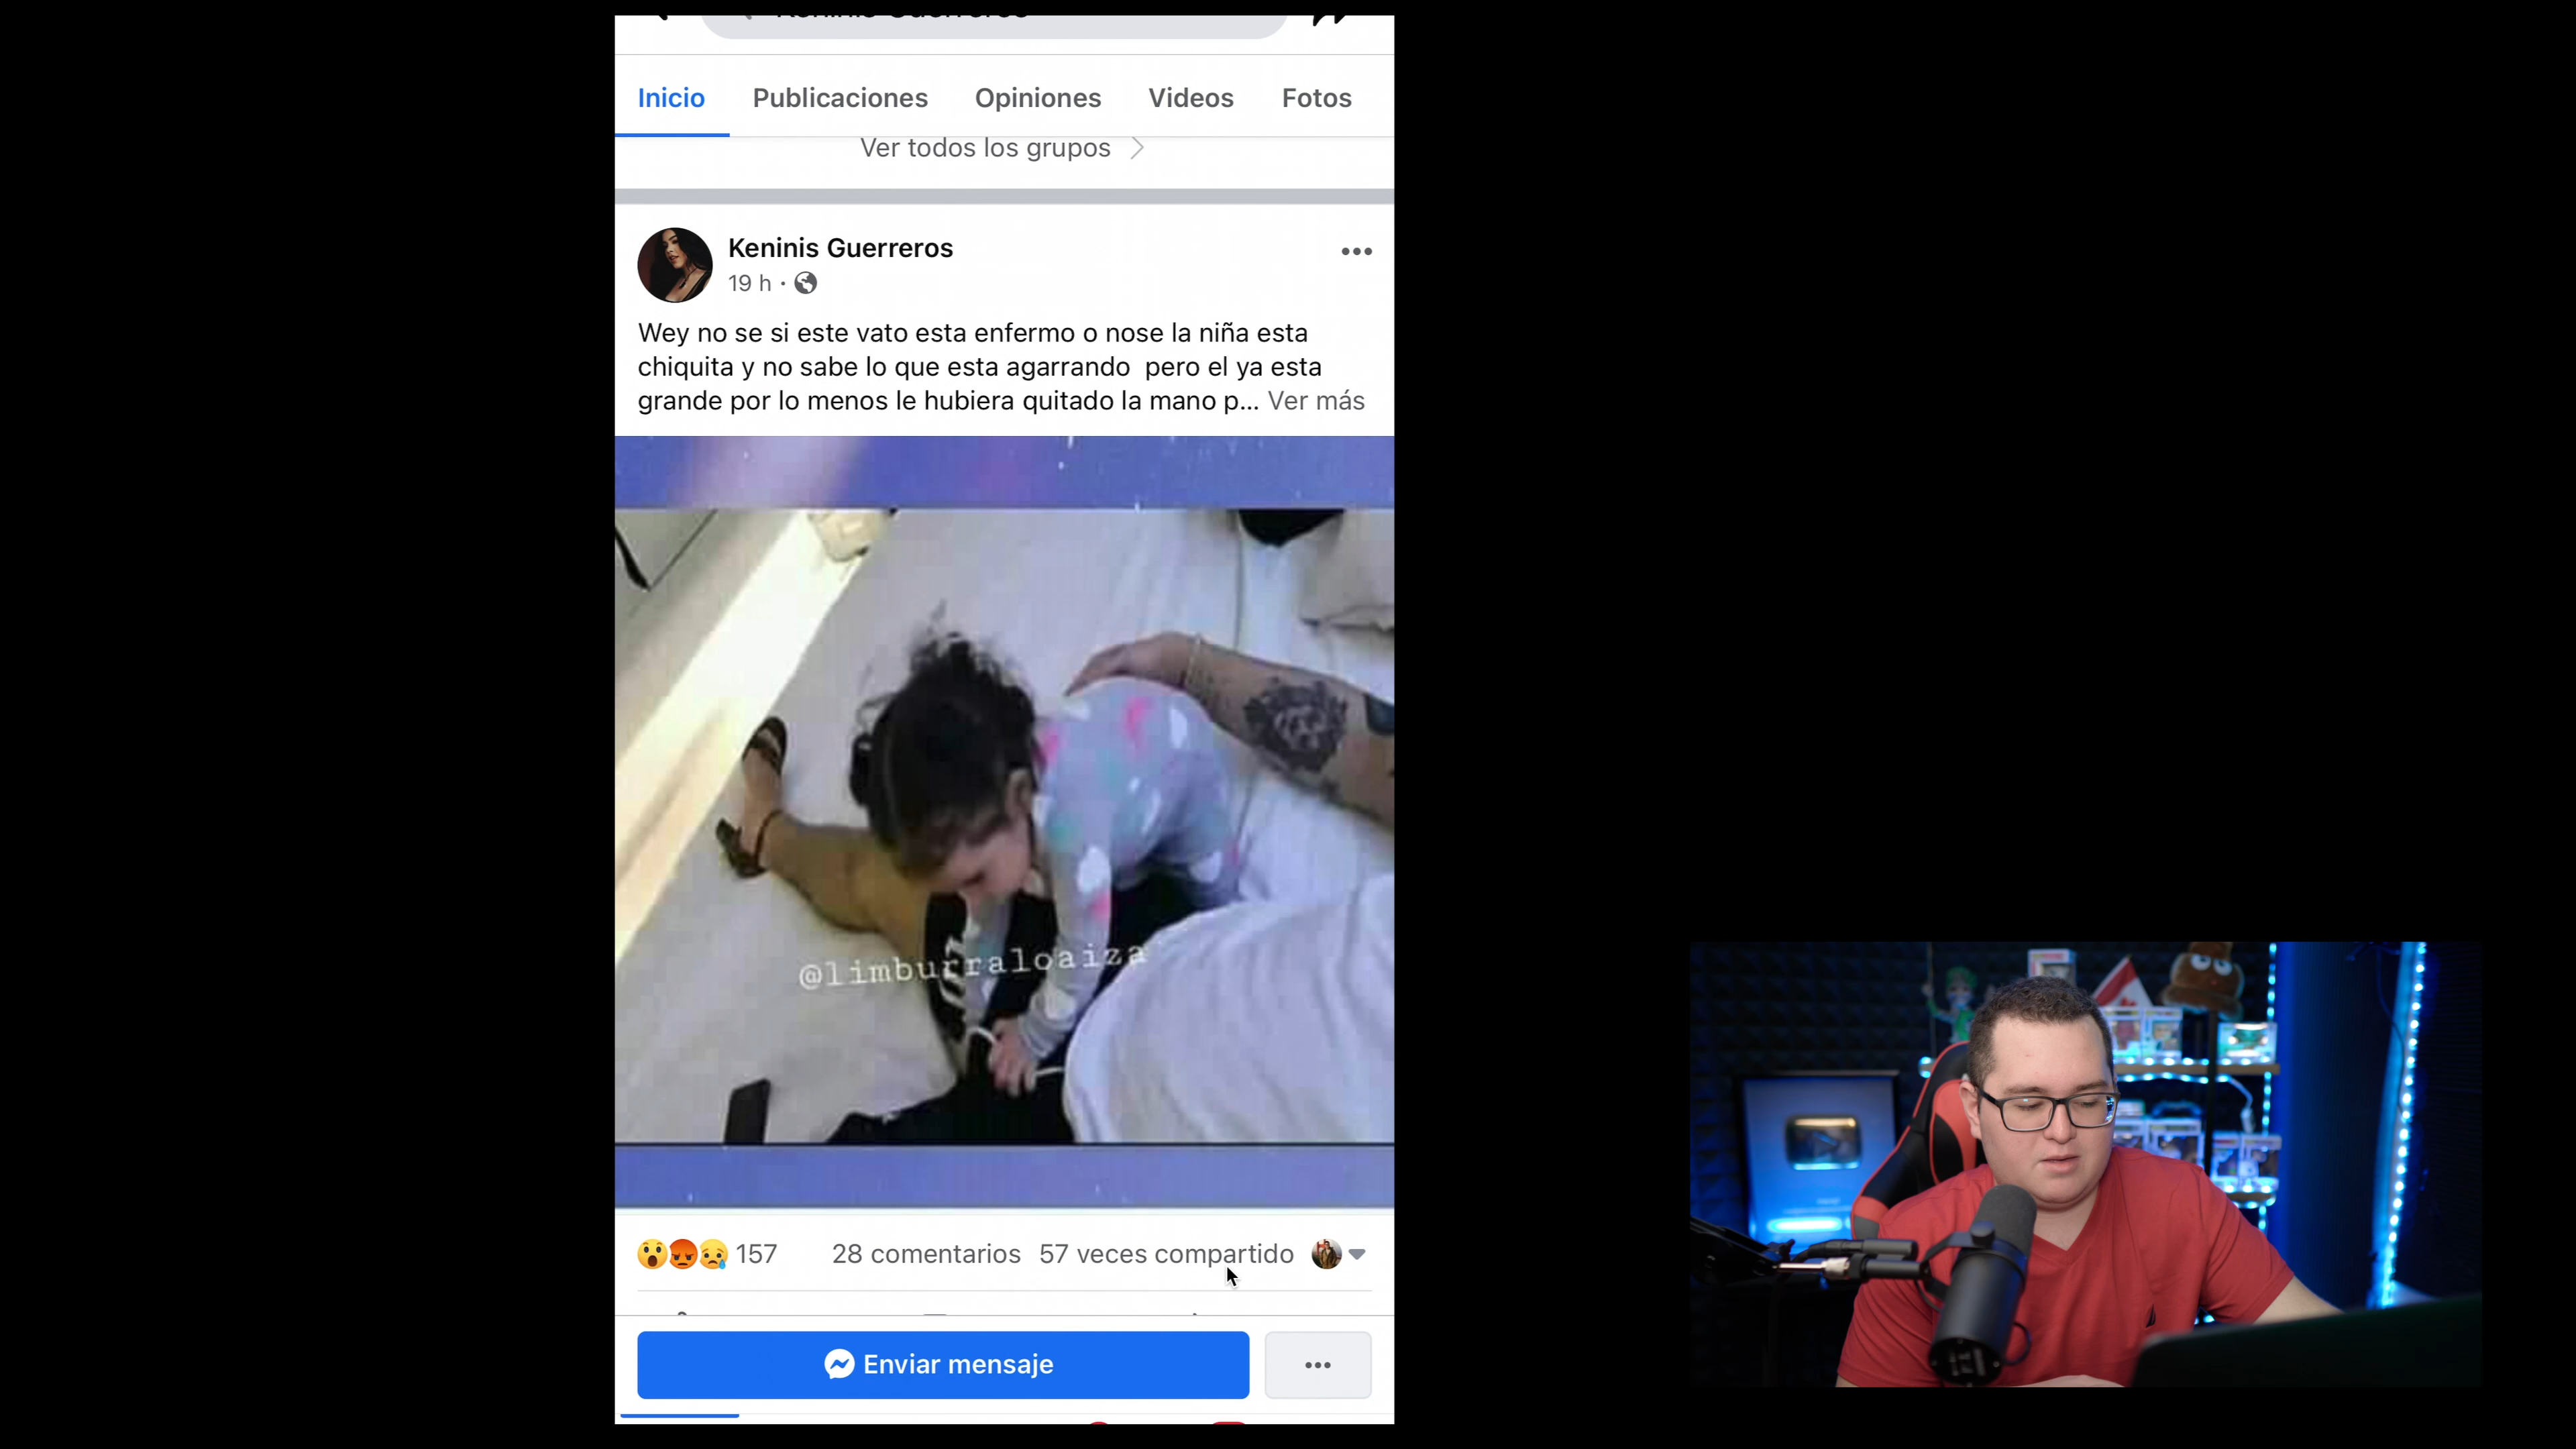 Keninis Guerreros
Inicio Publicaciones Opiniones Videos Fotos
Ver todos los grupos
Keninis Guerreros
19 h ·
Wey no se si este vato esta enfermo o nose la niña esta
chiquita y no sabe lo que esta agarrando  pero el ya esta
grande por lo menos le hubiera quitado la mano p... Ver más
@limburraloaiza
157 28 comentarios 57 veces compartido
Enviar mensaje